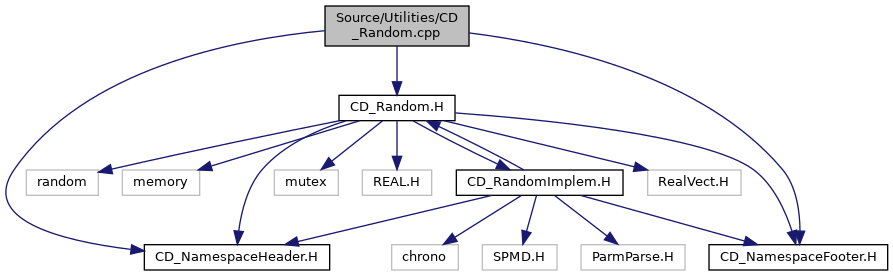 Source/Utilities/CD
_Random.cpp
CD_Random.H
random
memory
mutex
REAL.H
CD_RandomImplem.H
RealVect.H
CD_NamespaceHeader.H
chrono
SPMD.H
ParmParse.H
CD_NamespaceFooter.H